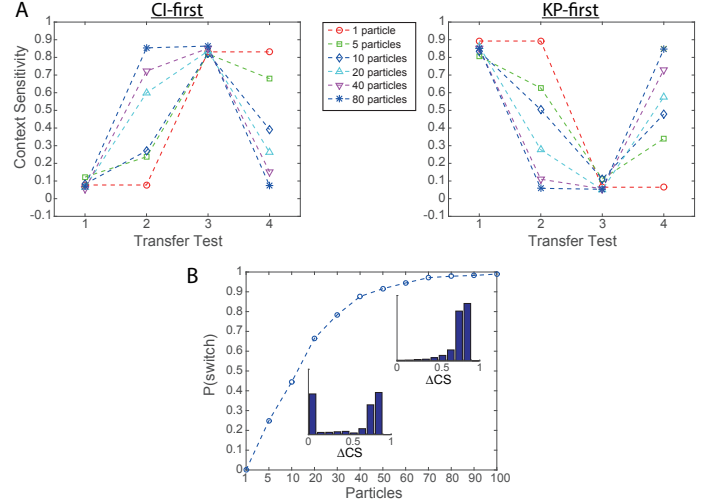 A
CI-first
KP-first
1 particle
5 particles
10 particles
20 particles
40 particles
80 particles
Context Sensitivity
1
0.9
0.8
0.7
0.6
0.5
0.4
0.3
0.2
0.1
0
-0.1
1 2 3 4
Transfer Test
1
0.9
0.8
0.7
0.6
0.5
0.4
0.3
0.2
0.1
0
-0.1
1 2 3 4
Transfer Test
B
P(switch)
1
0.9
0.8
0.7
0.6
0.5
0.4
0.3
0.2
0.1
0
1 5 10 20 30 40 50 60 70 80 90 100
Particles
0 0.5 1
ΔCS
0 0.5 1
ΔCS